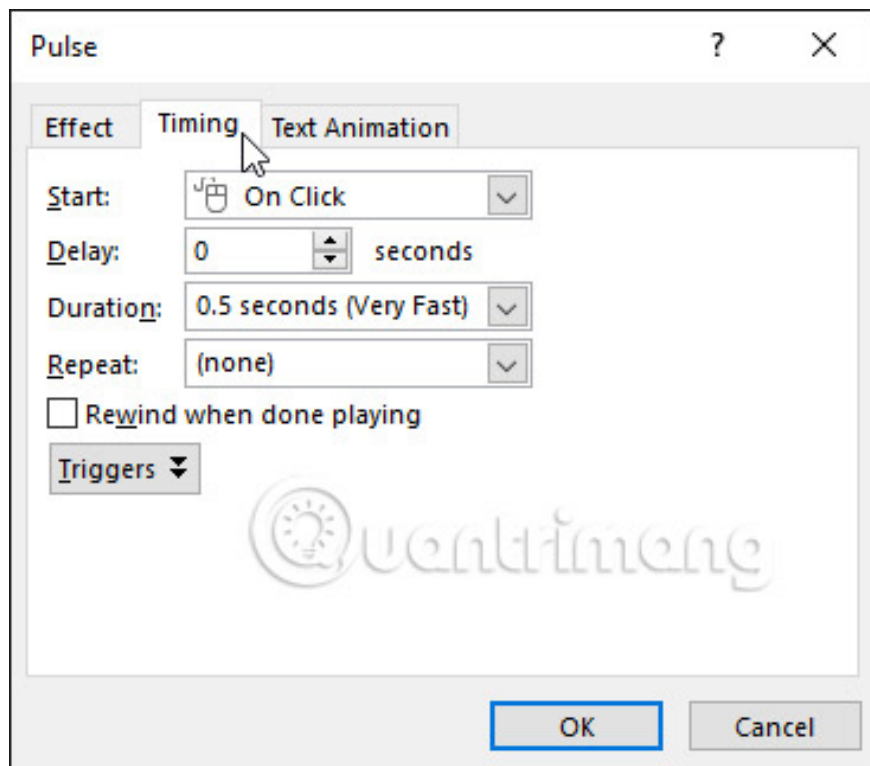 Pulse ?
Effect Timing Text Animation
Start: On Click
Delay: 0 seconds
Duration: 0.5 seconds (Very Fast)
Repeat: (none)
Rewind when done playing
Triggers
Quantrimang
OK Cancel